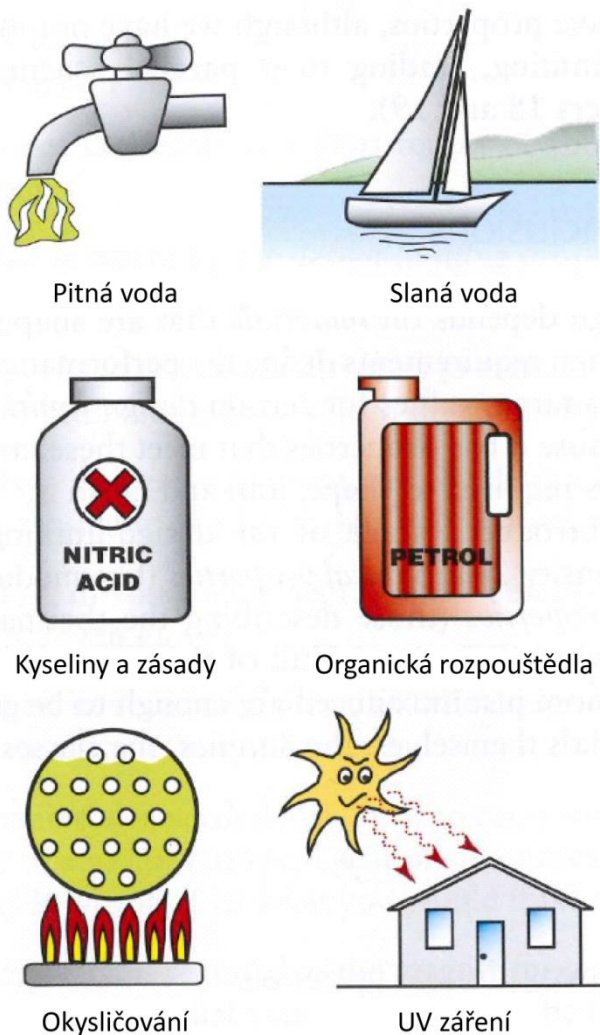 Pitná voda
Slaná voda
NITRIC
ACID
PETROL
Kyseliny a zásady
Organická rozpouštědla
Okysličování
UV záření